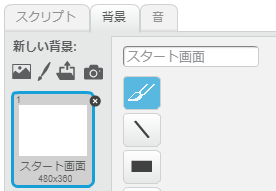 スクリプト 背景 音
新しい背景: スタート画面
1
スタート画面
480x360